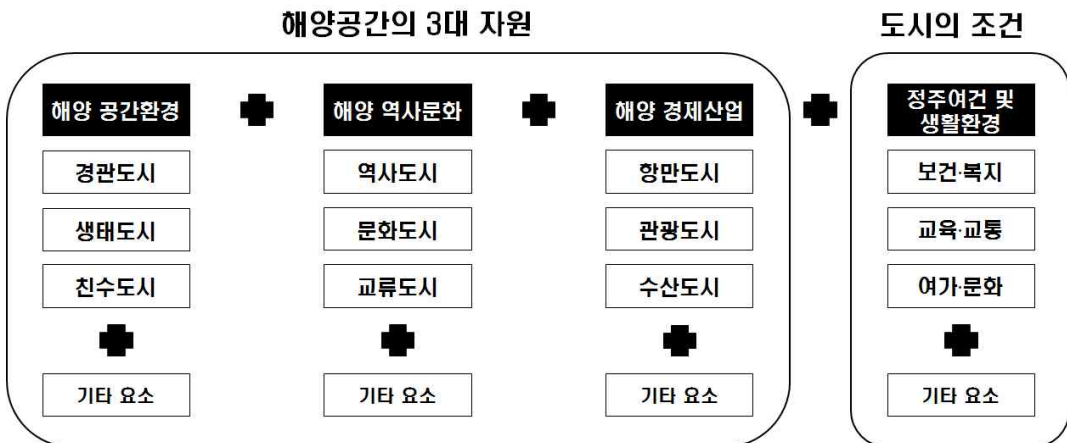 해양공간의 3대 자원
도시의 조건
해양 공간환경
해양 역사문화
해양 경제산업
정주여건 및
생활환경
경관도시
역사도시
항만도시
보건·복지
생태도시
문화도시
관광도시
교육·교통
친수도시
교류도시
수산도시
여가·문화
기타 요소
기타 요소
기타 요소
기타 요소